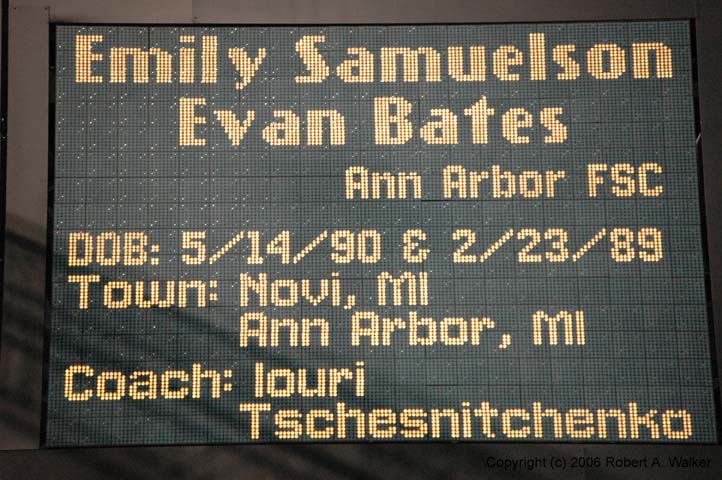 Emily Samuelson
Evan Bates
Ann Arbor FSC
DOB: 5/14/90 & 2/23/89
Town: Novi, MI
Ann Arbor, MI
Coach: Iouri
Tschesnitchenko
Copyright (c) 2006 Robert A. Walker